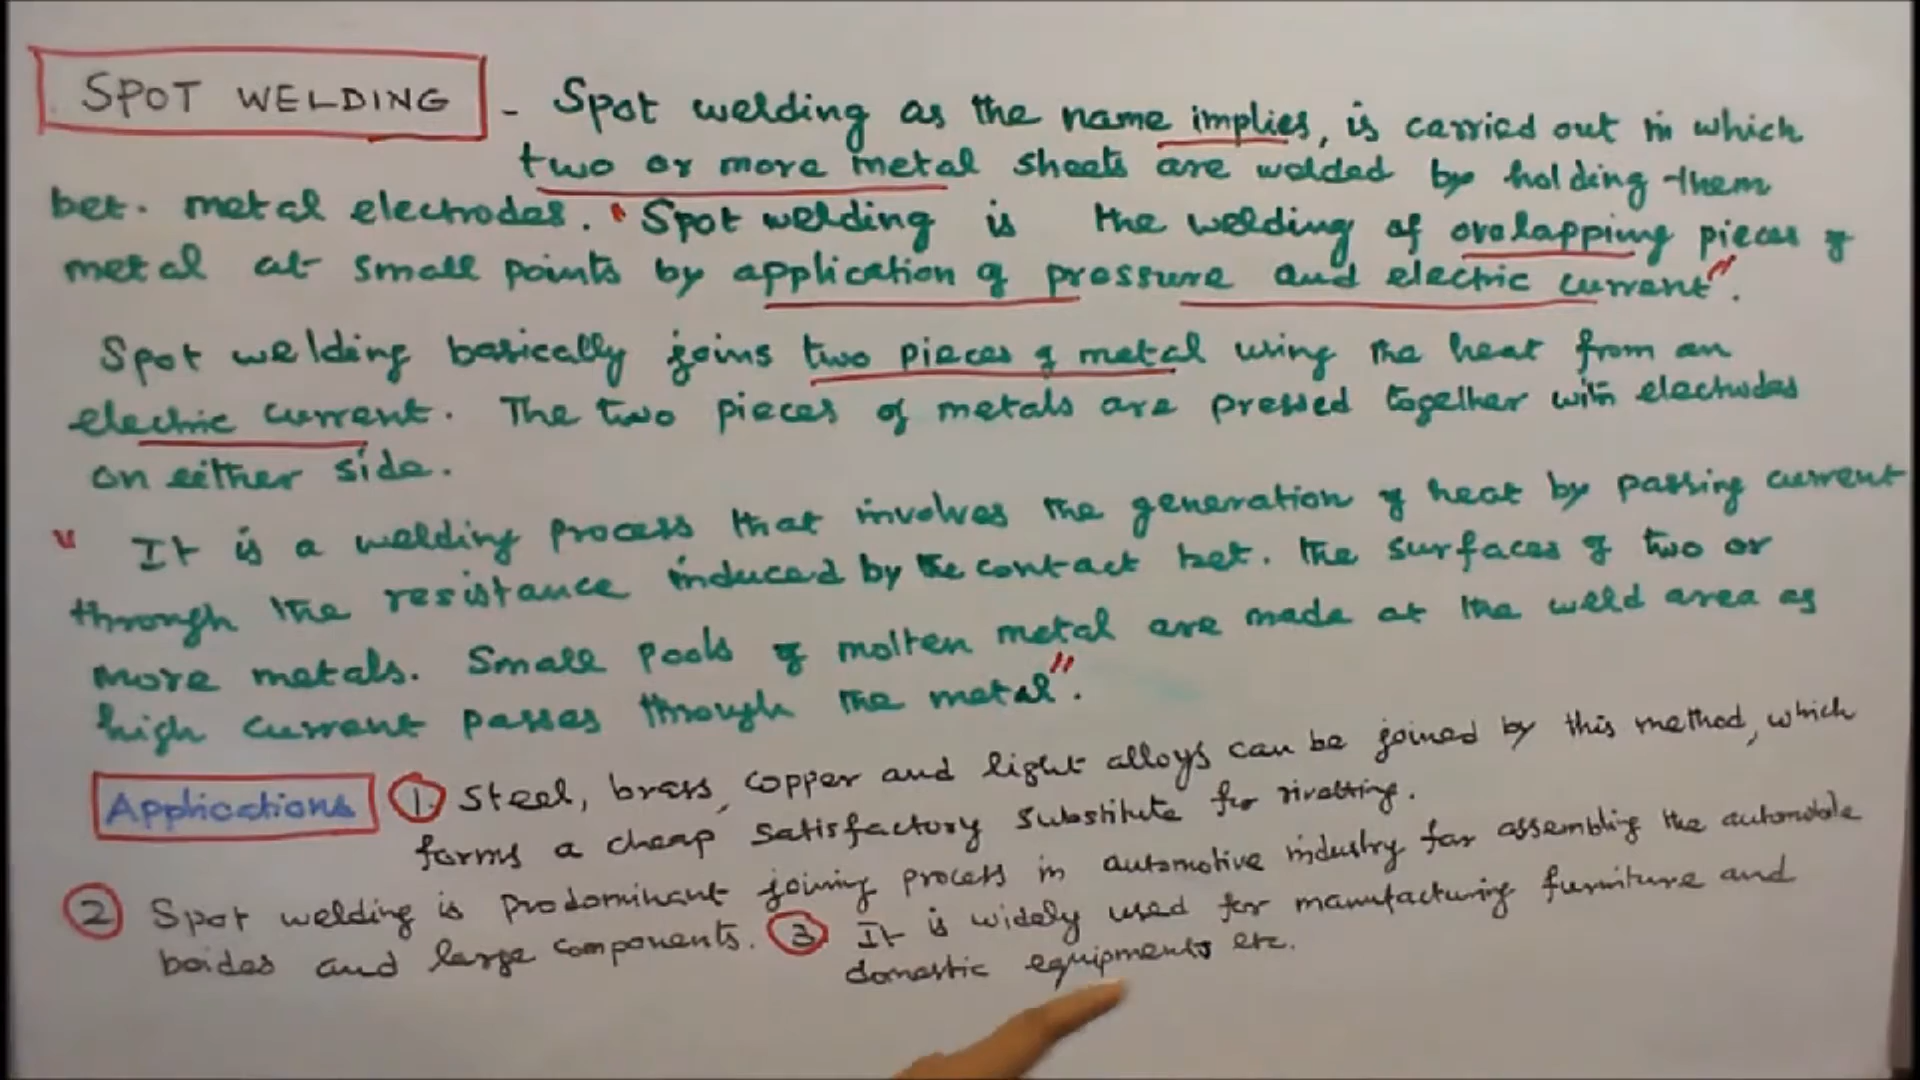 SPOT WELDING - Spot welding as the name implies, is carried out in which
two or more metal sheets are welded by holding them
bet. metal electrodes. "Spot welding is the welding of ovelapping pieces of
metal at small points by application of pressure and electric current".
Spot welding basically joins two pieces of metal using the heat from an
electric current. The two pieces of metals are pressed together with electrodes
on either side.
" It is a welding process that involves the generation of heat by passing current
through the resistance induced by the contact bet. the surfaces of two or
more metals. Small pools of molten metal are made at the weld area as
high current passes through the metal".
Applications 1. Steel, brass, copper and light alloys can be joined by this method, which
forms a cheap satisfactory substitute for rivetting.
2 Spot welding is predominant joining process in automotive industry for assembling the automobile
boides and large components. 3 It is widely used for manufacturing furniture and
domestic equipments etc.